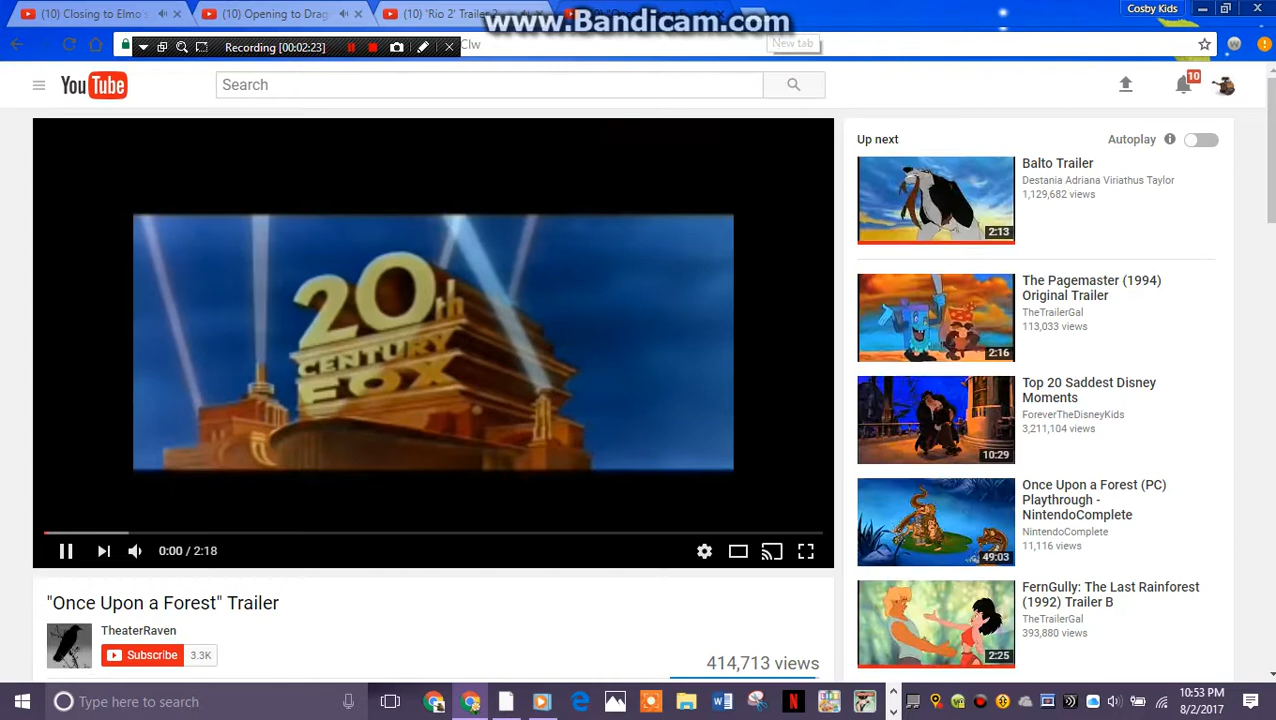 (10) Closing to Elmo's
(10) Opening to Drag
(10) 'Rio 2' Trailer 2
www.Bandicam.com
Cosby Kids
Recording [00:02:23]
Clw
New tab
YouTube
Search
10
20th
CENTURY
FOX
0:00 / 2:18
"Once Upon a Forest" Trailer
TheaterRaven
Subscribe 3.3K
414,713 views
Up next
Autoplay
Balto Trailer
Destania Adriana Viriathus Taylor
1,129,682 views
2:13
The Pagemaster (1994)
Original Trailer
TheTrailerGal
113,033 views
2:16
Top 20 Saddest Disney
Moments
ForeverTheDisneyKids
3,211,104 views
10:29
Once Upon a Forest (PC)
Playthrough -
NintendoComplete
NintendoComplete
11,116 views
49:03
FernGully: The Last Rainforest
(1992) Trailer B
TheTrailerGal
393,880 views
2:25
Type here to search
10:53 PM
8/2/2017